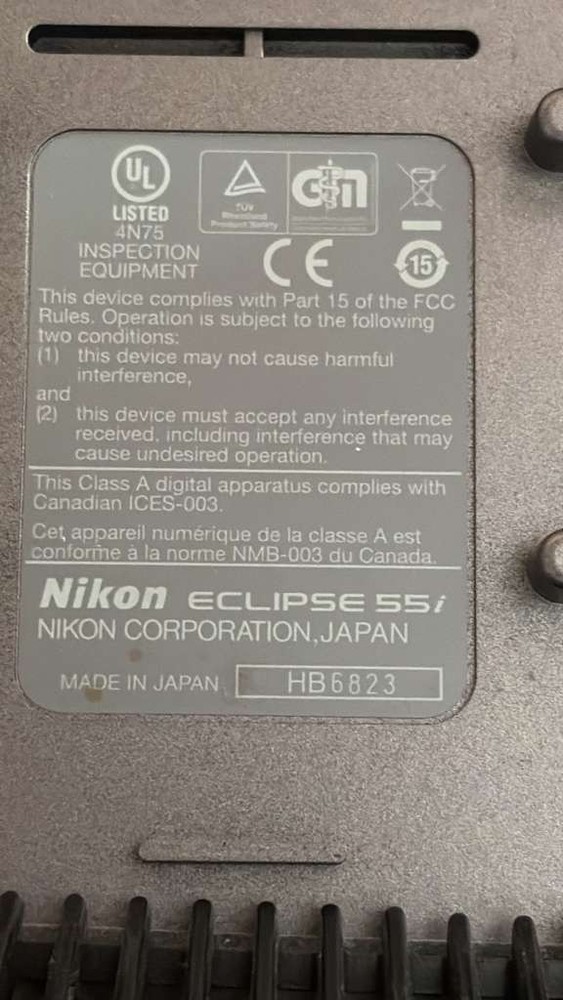 UL
LISTED
4N75
INSPECTION
EQUIPMENT
TÜV
Rheinland
Product Safety
CE
15
This device complies with Part 15 of the FCC
Rules. Operation is subject to the following
two conditions:
(1) this device may not cause harmful
interference,
and
(2) this device must accept any interference
received, including interference that may
cause undesired operation.
This Class A digital apparatus complies with
Canadian ICES-003.
Cet appareil numérique de la classe A est
conforme à la norme NMB-003 du Canada.
Nikon ECLIPSE 55i
NIKON CORPORATION, JAPAN
MADE IN JAPAN HB6823